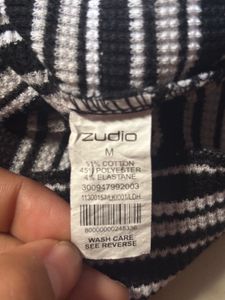 zudio
M
51% COTTON
45% POLYESTER
4% ELASTANE
300947992003
WASH CARE
SEE REVERSE